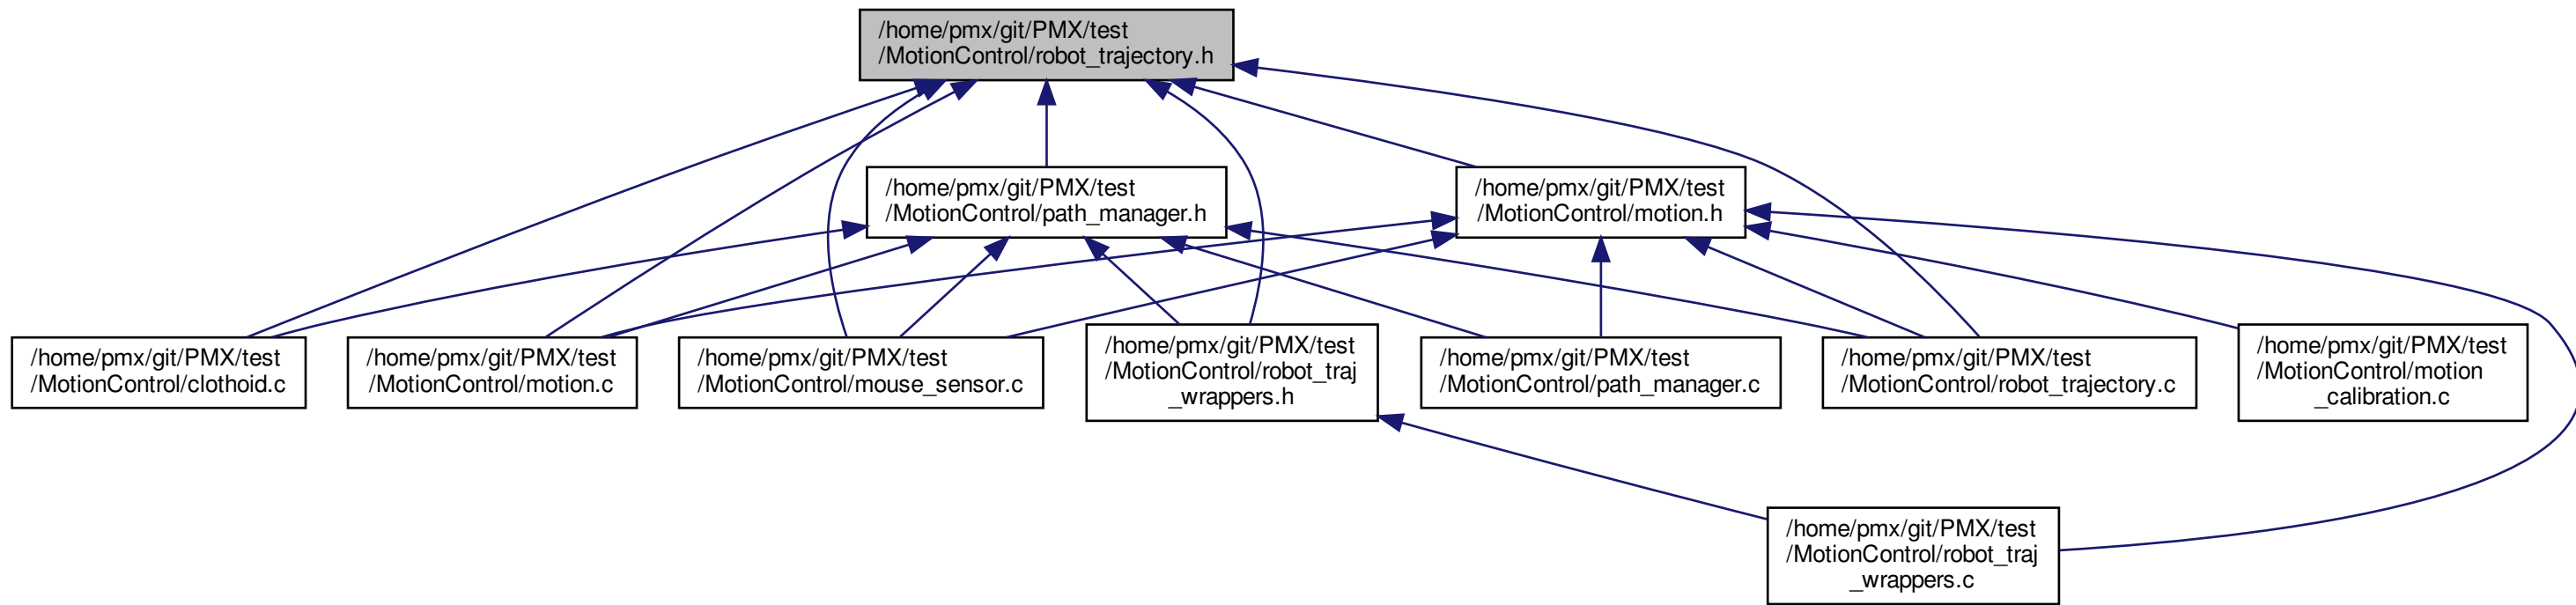 /home/pmx/git/PMX/test
/MotionControl/robot_trajectory.h
/home/pmx/git/PMX/test
/MotionControl/path_manager.h
/home/pmx/git/PMX/test
/MotionControl/motion.h
/home/pmx/git/PMX/test
/MotionControl/clothoid.c
/home/pmx/git/PMX/test
/MotionControl/motion.c
/home/pmx/git/PMX/test
/MotionControl/mouse_sensor.c
/home/pmx/git/PMX/test
/MotionControl/robot_traj
_wrappers.h
/home/pmx/git/PMX/test
/MotionControl/path_manager.c
/home/pmx/git/PMX/test
/MotionControl/robot_trajectory.c
/home/pmx/git/PMX/test
/MotionControl/motion
_calibration.c
/home/pmx/git/PMX/test
/MotionControl/robot_traj
_wrappers.c